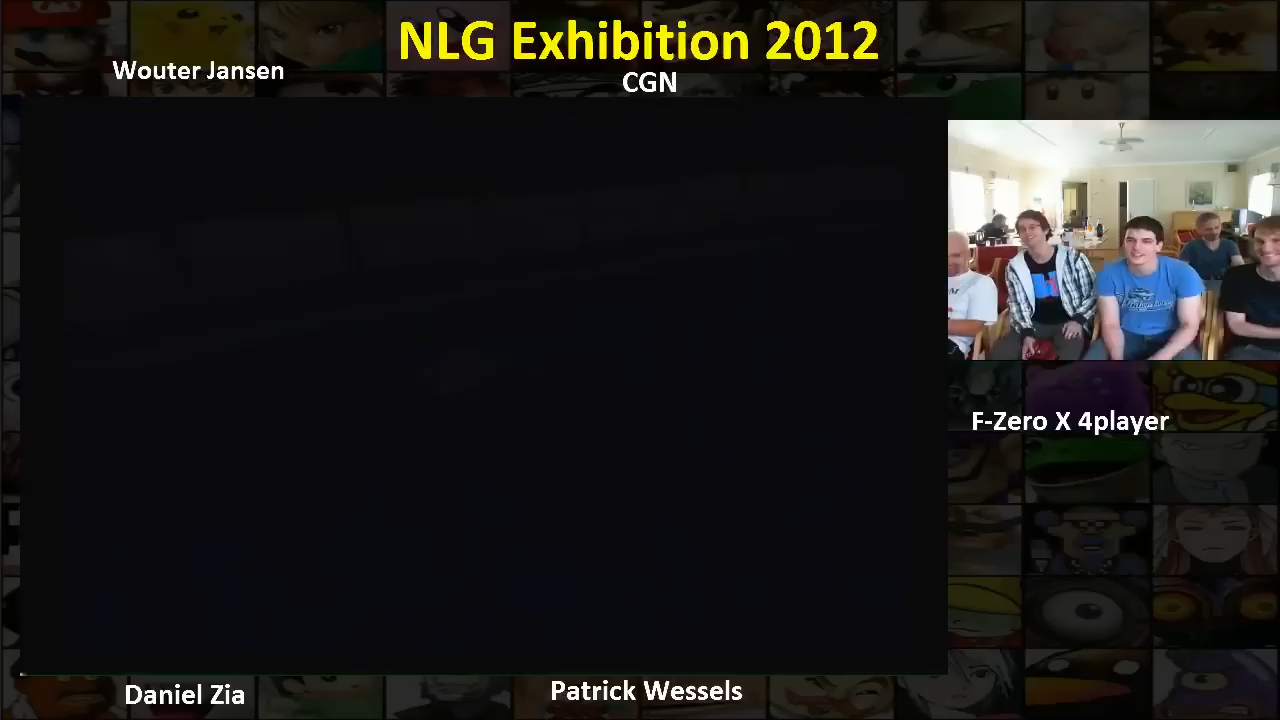 NLG Exhibition 2012
Wouter Jansen
CGN
F-Zero X 4player
Daniel Zia
Patrick Wessels